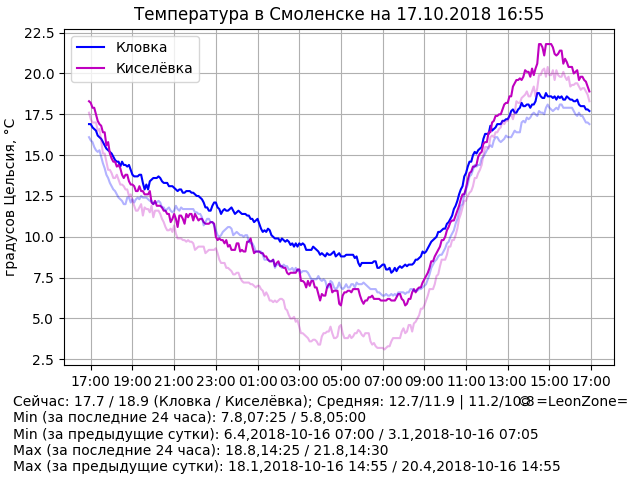 Температура в Смоленске на 17.10.2018 16:55
Кловка
Киселёвка
градусов Цельсия, °C
22.5
20.0
17.5
15.0
12.5
10.0
7.5
5.0
2.5
17:00 19:00 21:00 23:00 01:00 03:00 05:00 07:00 09:00 11:00 13:00 15:00 17:00
Сейчас: 17.7 / 18.9 (Кловка / Киселёвка); Средняя: 12.7/11.9 | 11.2/10.3 © =LeonZone=
Min (за последние 24 часа): 7.8,07:25 / 5.8,05:00
Min (за предыдущие сутки): 6.4,2018-10-16 07:00 / 3.1,2018-10-16 07:05
Max (за последние 24 часа): 18.8,14:25 / 21.8,14:30
Max (за предыдущие сутки): 18.1,2018-10-16 14:55 / 20.4,2018-10-16 14:55